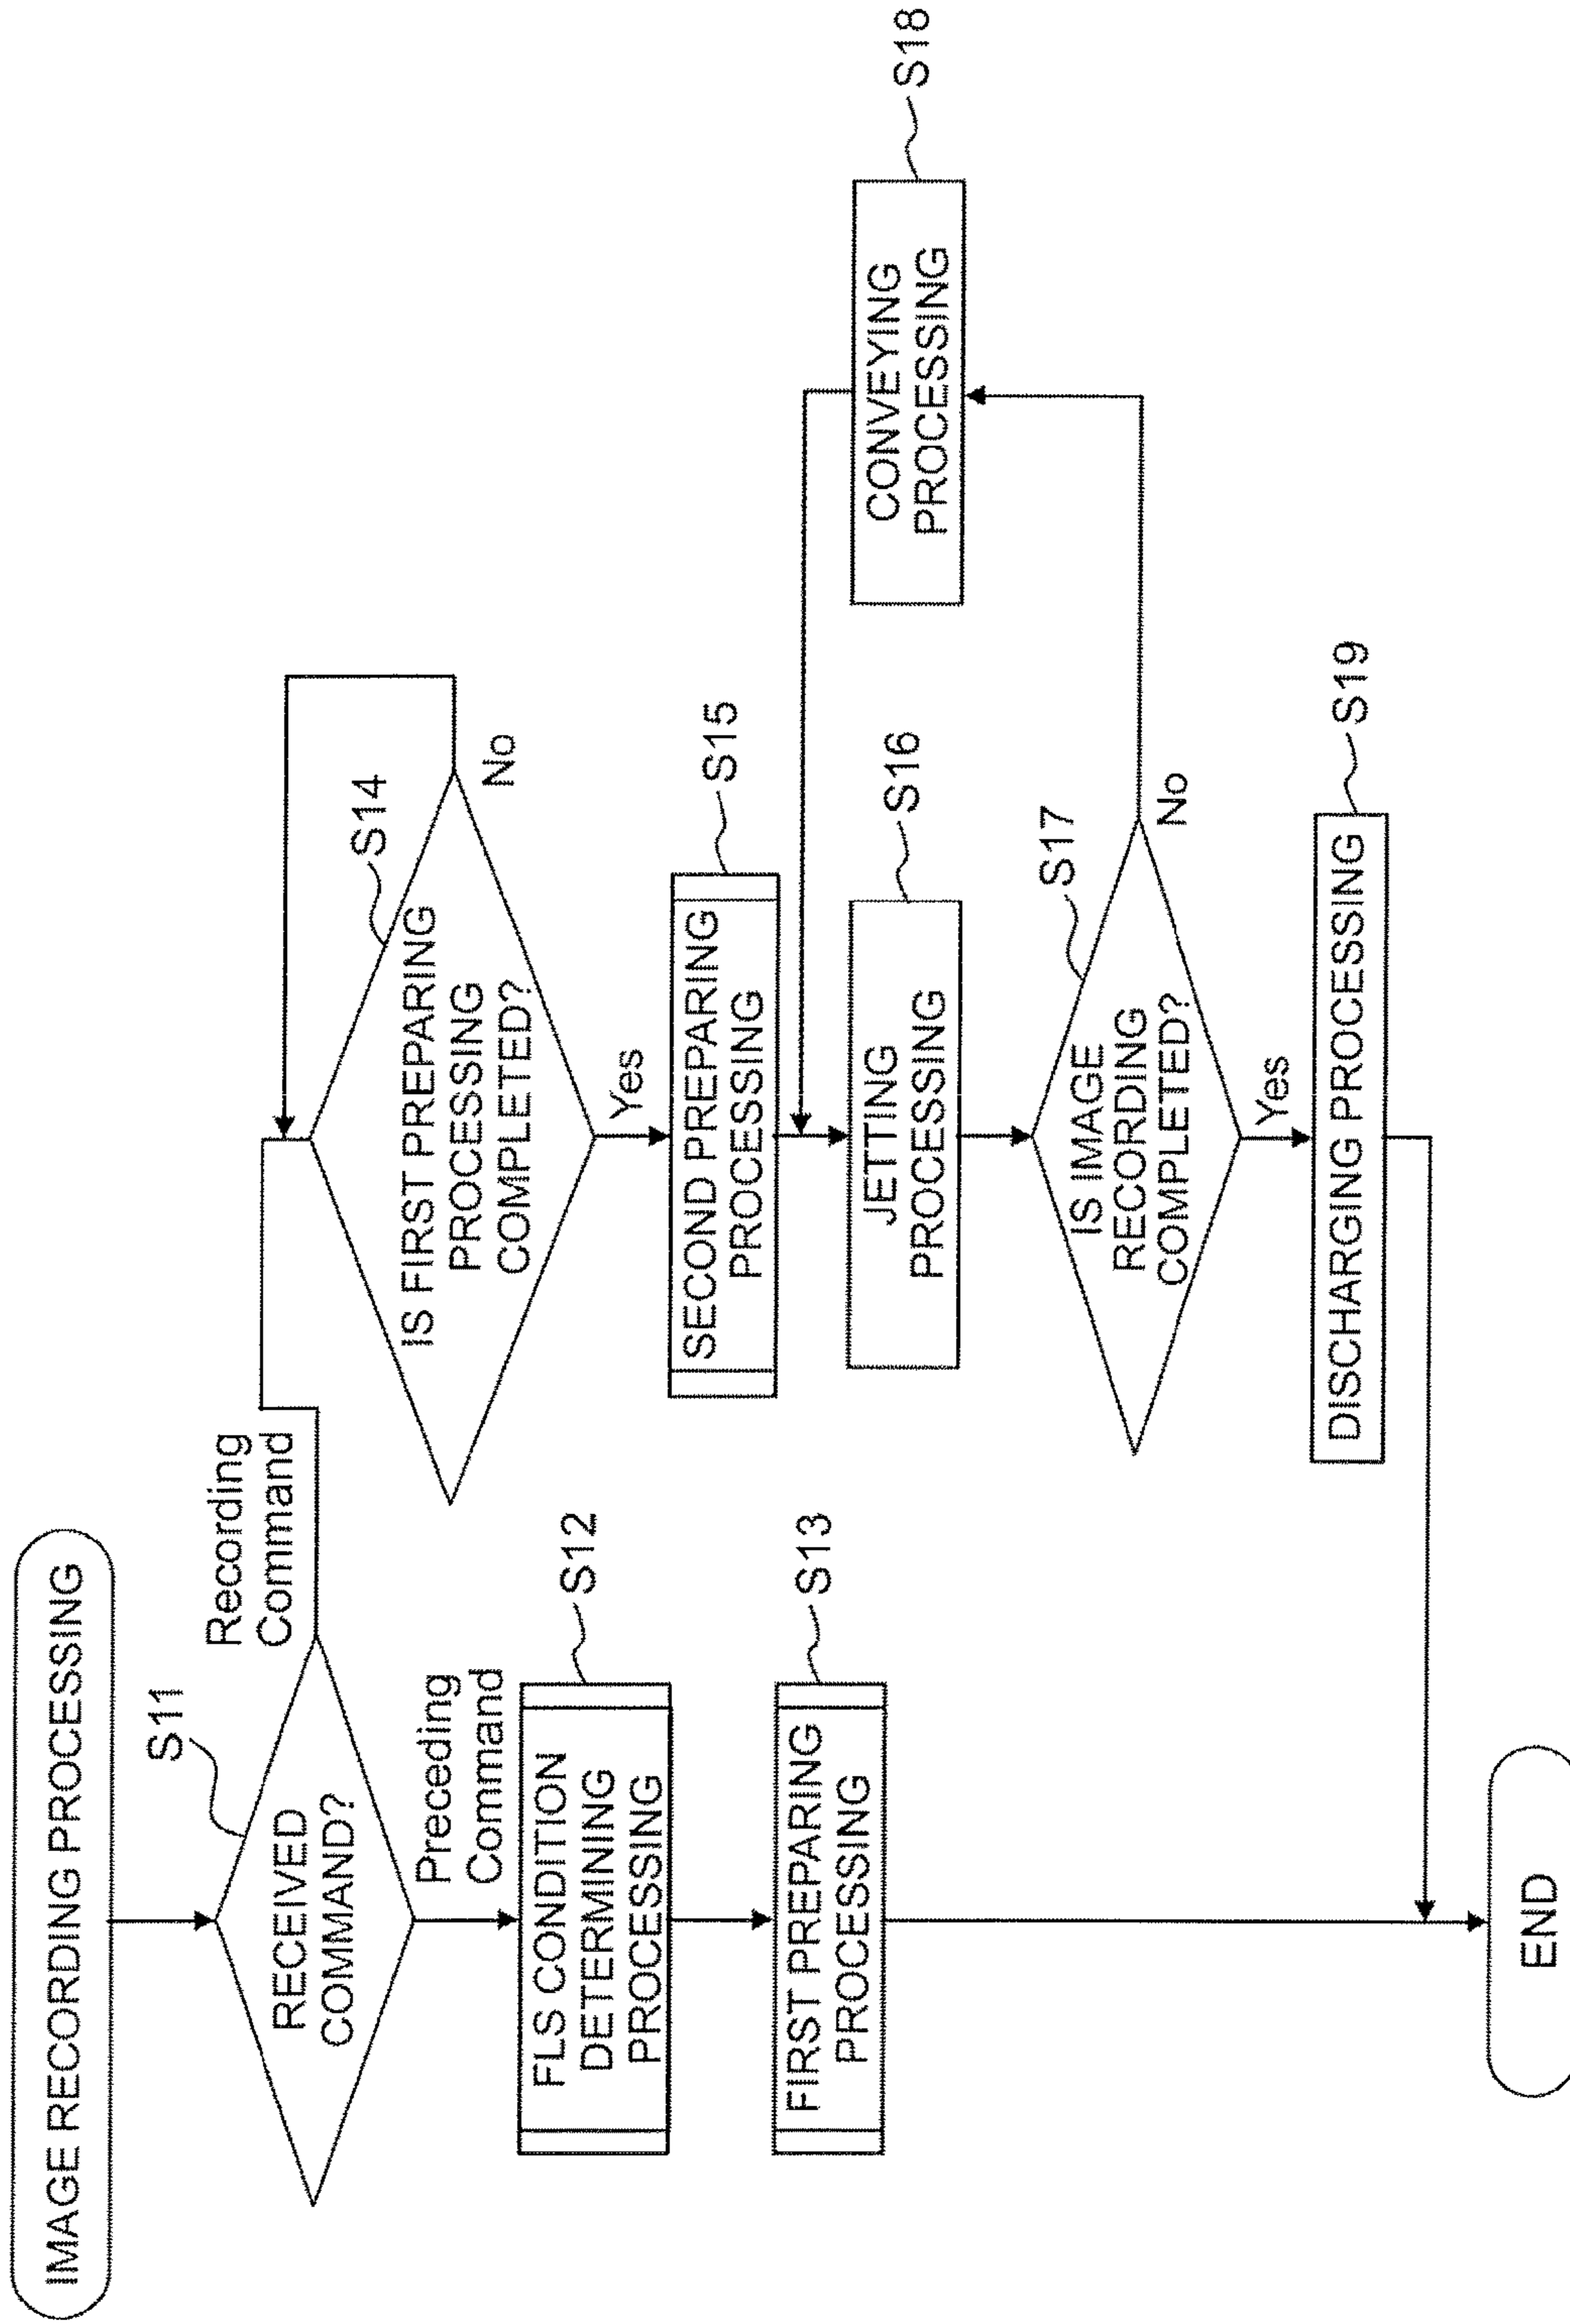 IMAGE RECORDING PROCESSING
S11
RECEIVED
COMMAND?
Recording
Command
Preceding
Command
S12
FLS CONDITION
DETERMINING
PROCESSING
S13
FIRST PREPARING
PROCESSING
S14
IS FIRST PREPARING
PROCESSING
COMPLETED?
No
Yes
S15
SECOND PREPARING
PROCESSING
S16
JETTING
PROCESSING
S17
IS IMAGE
RECORDING
COMPLETED?
No
Yes
S18
CONVEYING
PROCESSING
S19
DISCHARGING PROCESSING
END